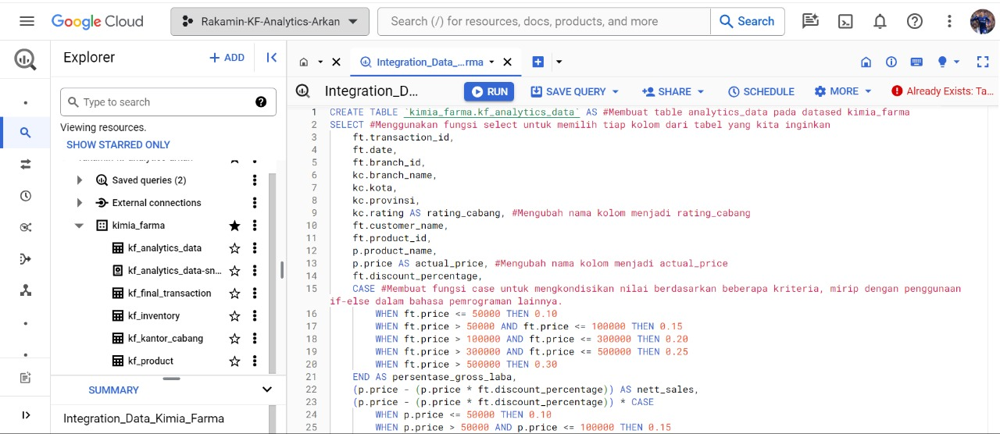 Google Cloud
Rakamin-KF-Analytics-Arkan
Search (/) for resources, docs, products, and more
Search
Explorer
+ ADD
Type to search
Viewing resources.
SHOW STARRED ONLY
Saved queries (2)
External connections
kimia_farma
kf_analytics_data
kf_analytics_data-sn...
kf_final_transaction
kf_inventory
kf_kantor_cabang
kf_product
SUMMARY
Integration_Data_Kimia_Farma
Integration_Data_...rma
Integration_D...
RUN
SAVE QUERY
SHARE
SCHEDULE
MORE
Already Exists: Ta...
1 CREATE TABLE `kimia_farma.kf_analytics_data` AS #Membuat table analytics_data pada datased kimia_farma
2 SELECT #Menggunakan fungsi select untuk memilih tiap kolom dari tabel yang kita inginkan
3 ft.transaction_id,
4 ft.date,
5 ft.branch_id,
6 kc.branch_name,
7 kc.kota,
8 kc.provinsi,
9 kc.rating AS rating_cabang, #Mengubah nama kolom menjadi rating_cabang
10 ft.customer_name,
11 ft.product_id,
12 p.product_name,
13 p.price AS actual_price, #Mengubah nama kolom menjadi actual_price
14 ft.discount_percentage,
15 CASE #Membuat fungsi case untuk mengkondisikan nilai berdasarkan beberapa kriteria, mirip dengan penggunaan
if-else dalam bahasa pemrograman lainnya.
16 WHEN ft.price <= 50000 THEN 0.10
17 WHEN ft.price > 50000 AND ft.price <= 100000 THEN 0.15
18 WHEN ft.price > 100000 AND ft.price <= 300000 THEN 0.20
19 WHEN ft.price > 300000 AND ft.price <= 500000 THEN 0.25
20 WHEN ft.price > 500000 THEN 0.30
21 END AS persentase_gross_laba,
22 (p.price - (p.price * ft.discount_percentage)) AS nett_sales,
23 (p.price - (p.price * ft.discount_percentage)) * CASE
24 WHEN p.price <= 50000 THEN 0.10
25 WHEN p.price > 50000 AND p.price <= 100000 THEN 0.15